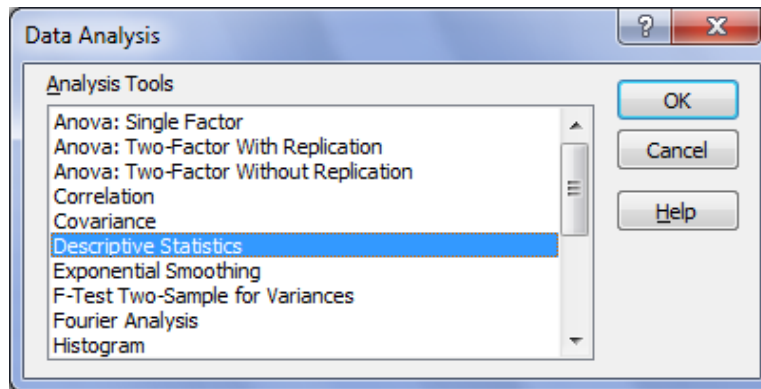 Data Analysis
?
X
Analysis Tools
Anova: Single Factor
Anova: Two-Factor With Replication
Anova: Two-Factor Without Replication
Correlation
Covariance
Descriptive Statistics
Exponential Smoothing
F-Test Two-Sample for Variances
Fourier Analysis
Histogram
OK
Cancel
Help